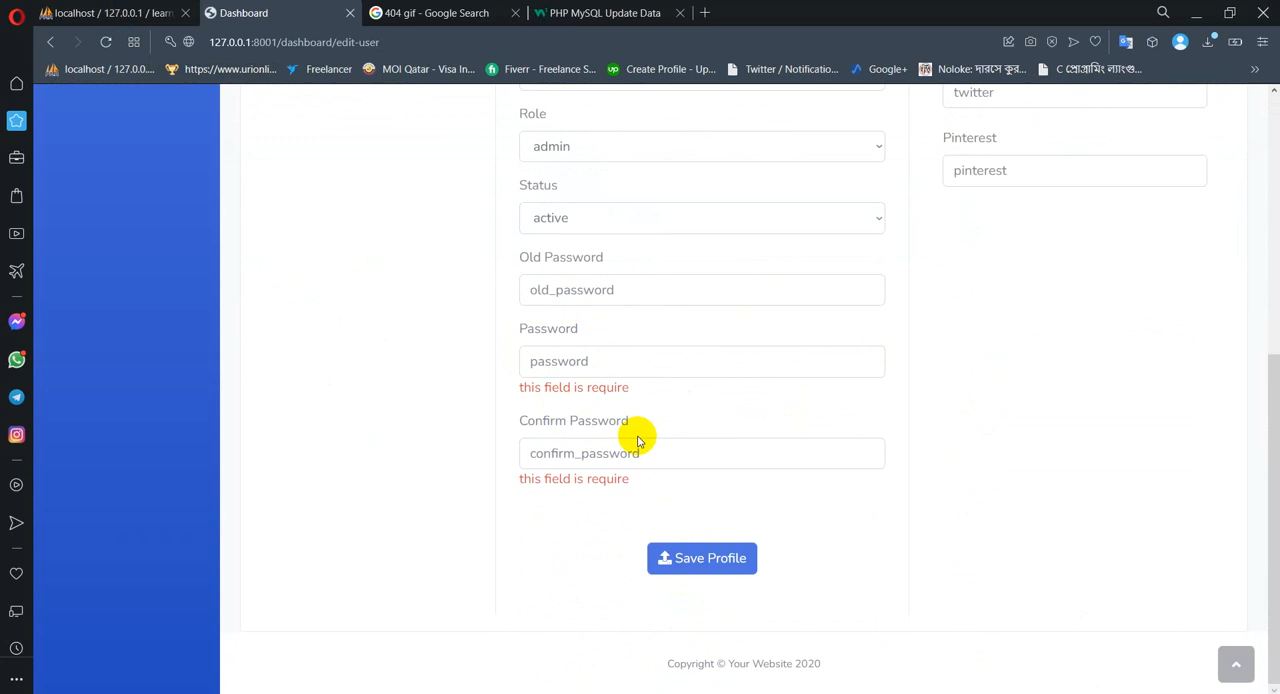 localhost / 127.0.0.1 / learn
Dashboard
404 gif - Google Search
PHP MySQL Update Data
127.0.0.1:8001/dashboard/edit-user
localhost / 127.0.0....
https://www.urionli...
Freelancer
MOI Qatar - Visa In...
Fiverr - Freelance S...
Create Profile - Up...
Twitter / Notificatio...
Google+
Noloke: দারসে কুর...
C প্রোগ্রামিং ল্যাংগু...
twitter
Role
admin
Pinterest
pinterest
Status
active
Old Password
old_password
Password
password
this field is require
Confirm Password
confirm_password
this field is require
Save Profile
Copyright © Your Website 2020